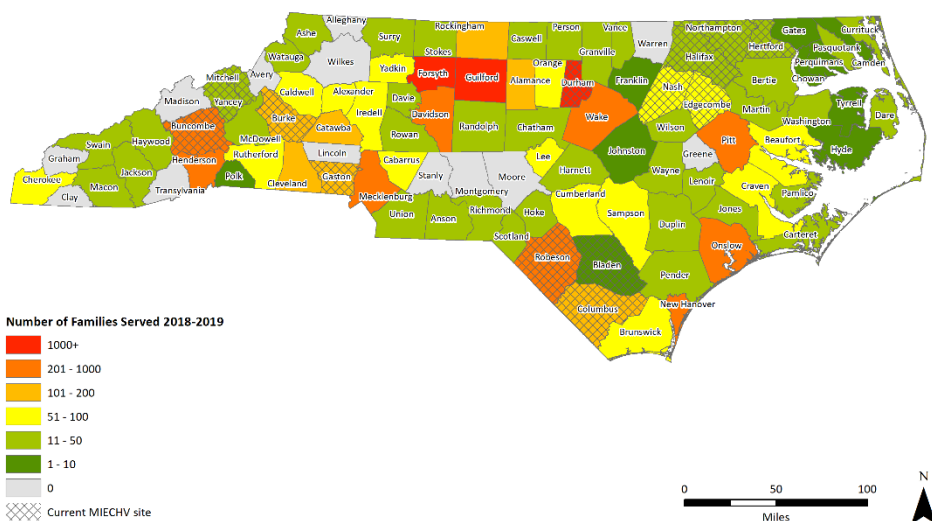 Alleghany
Ashe
Surry
Rockingham
Stokes
Caswell
Person
Vance
Granville
Warren
Northampton
Gates
Currituck
Hertford
Halifax
Pasquotank
Perquimans
Camden
Chowan
Watauga
Wilkes
Yadkin
Forsyth
Guilford
Alamance
Orange
Durham
Franklin
Nash
Edgecombe
Bertie
Martin
Washington
Tyrrell
Dare
Mitchell
Avery
Yancey
Caldwell
Alexander
Iredell
Davie
Davidson
Randolph
Chatham
Wake
Wilson
Pitt
Beaufort
Hyde
Madison
Buncombe
McDowell
Burke
Catawba
Rowan
Johnston
Greene
Swain
Haywood
Graham
Jackson
Henderson
Rutherford
Lincoln
Cabarrus
Stanly
Montgomery
Moore
Lee
Harnett
Wayne
Lenoir
Craven
Pamlico
Cherokee
Clay
Macon
Transylvania
Polk
Cleveland
Gaston
Mecklenburg
Union
Anson
Richmond
Scotland
Hoke
Cumberland
Sampson
Duplin
Jones
Carteret
Onslow
Robeson
Bladen
Pender
Columbus
New Hanover
Brunswick
Number of Families Served 2018-2019
1000+
201 - 1000
101 - 200
51 - 100
11 - 50
1 - 10
0
Current MIECHV site
0 50 100
Miles
N